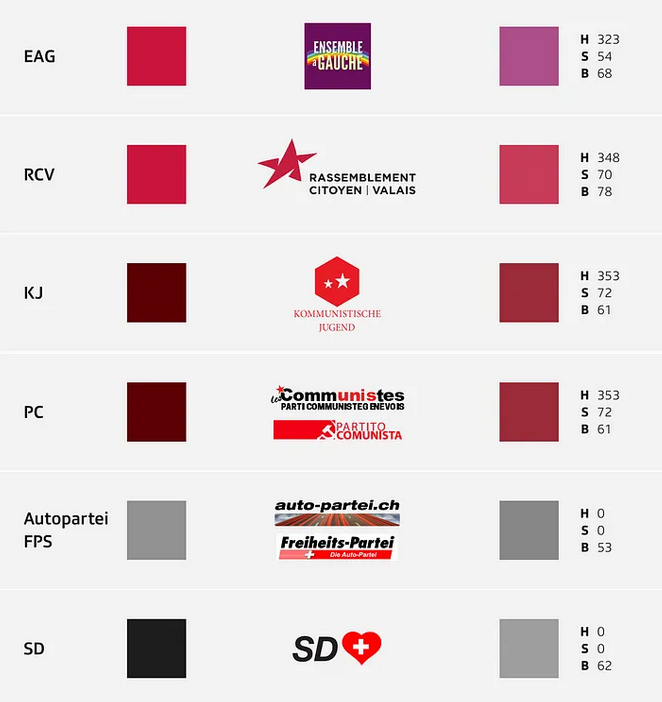 EAG
ENSEMBLE
à GAUCHE
H 323
S 54
B 68
RCV
RASSEMBLEMENT
CITOYEN | VALAIS
H 348
S 70
B 78
KJ
KOMMUNISTISCHE
JUGEND
H 353
S 72
B 61
PC
les Communistes
PARTI COMMUNISTE GENEVOIS
PARTITO
COMUNISTA
H 353
S 72
B 61
Autopartei
FPS
auto-partei.ch
Freiheits-Partei
Die Auto-Partei
H 0
S 0
B 53
SD
SD
H 0
S 0
B 62